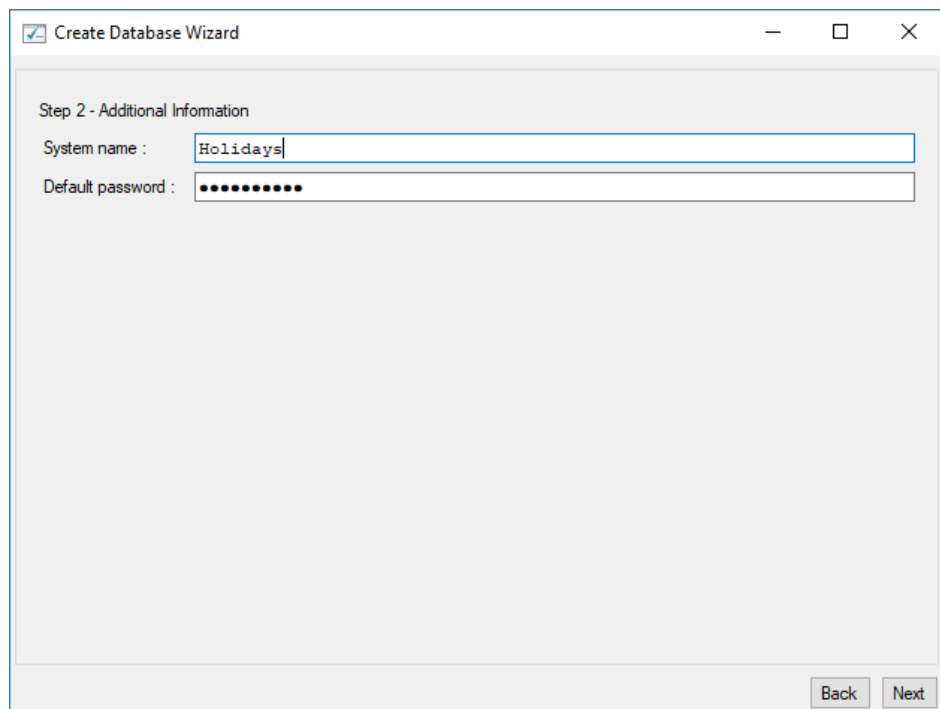 Create Database Wizard
Step 2 - Additional Information
System name : Holidays
Default password : ●●●●●●●●●●
Back Next